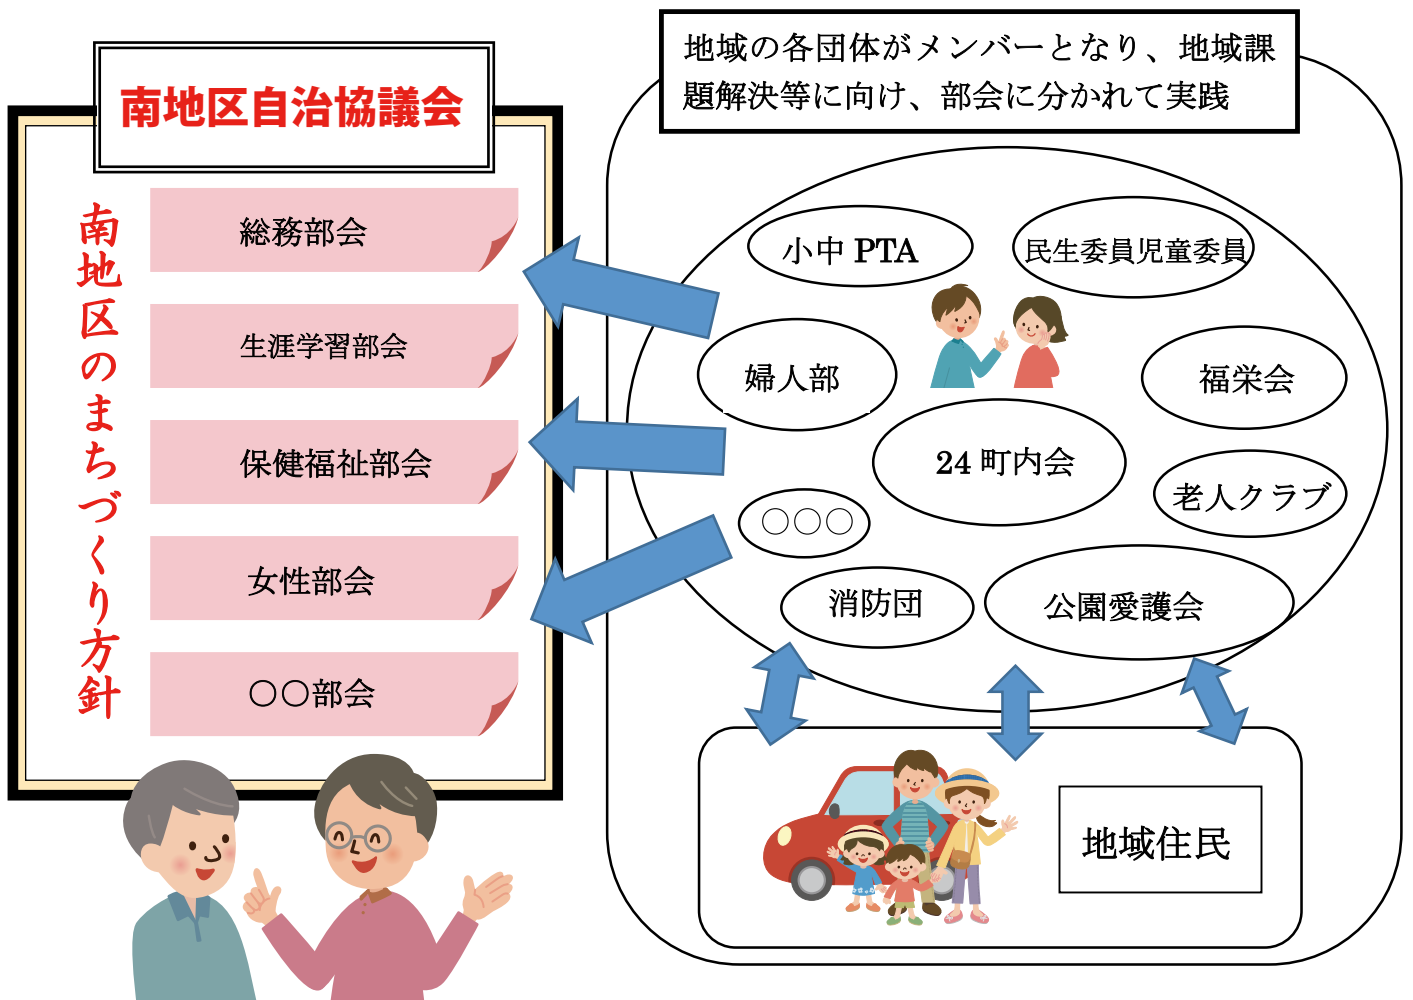 南地区自治協議会
南地区のまちづくり方針
総務部会
生涯学習部会
保健福祉部会
女性部会
〇〇部会
地域の各団体がメンバーとなり、地域課
題解決等に向け、部会に分かれて実践
小中 PTA
民生委員児童委員
婦人部
福栄会
24 町内会
老人クラブ
〇〇〇
消防団
公園愛護会
地域住民